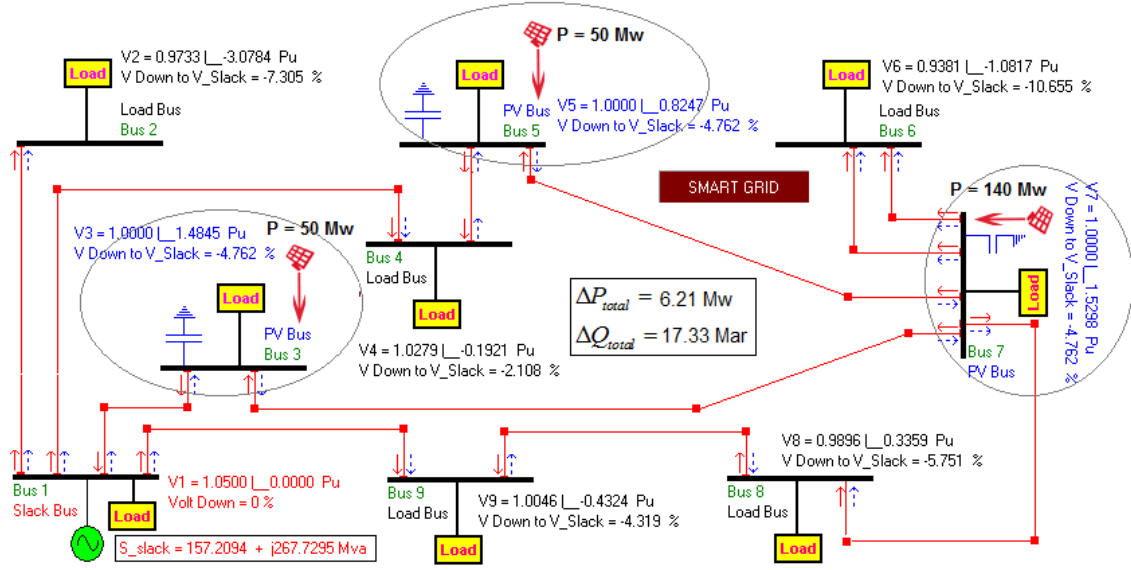 V2 = 0.9733 |__-3.0784 Pu
V Down to V_Slack = -7.305 %
Load
Load Bus
Bus 2
P = 50 Mw
Load
PV Bus
Bus 5
V5 = 1.0000 |__0.8247 Pu
V Down to V_Slack = -4.762 %
V6 = 0.9381 |__-1.0817 Pu
V Down to V_Slack = -10.655 %
Load
Load Bus
Bus 6
SMART GRID
P = 140 Mw
V7 = 1.0000 |__1.5298 Pu
V Down to V_Slack = -4.762 %
Load
Bus 7
PV Bus
V3 = 1.0000 |__1.4845 Pu
V Down to V_Slack = -4.762 %
P = 50 Mw
Load
PV Bus
Bus 3
Bus 4
Load Bus
Load
V4 = 1.0279 |__-0.1921 Pu
V Down to V_Slack = -2.108 %
ΔP_total = 6.21 Mw
ΔQ_total = 17.33 Mar
Bus 1
Slack Bus
Load
V1 = 1.0500 |__0.0000 Pu
Volt Down = 0 %
S_slack = 157.2094 + j267.7295 Mva
Bus 9
Load Bus
Load
V9 = 1.0046 |__-0.4324 Pu
V Down to V_Slack = -4.319 %
V8 = 0.9896 |__0.3359 Pu
V Down to V_Slack = -5.751 %
Bus 8
Load Bus
Load